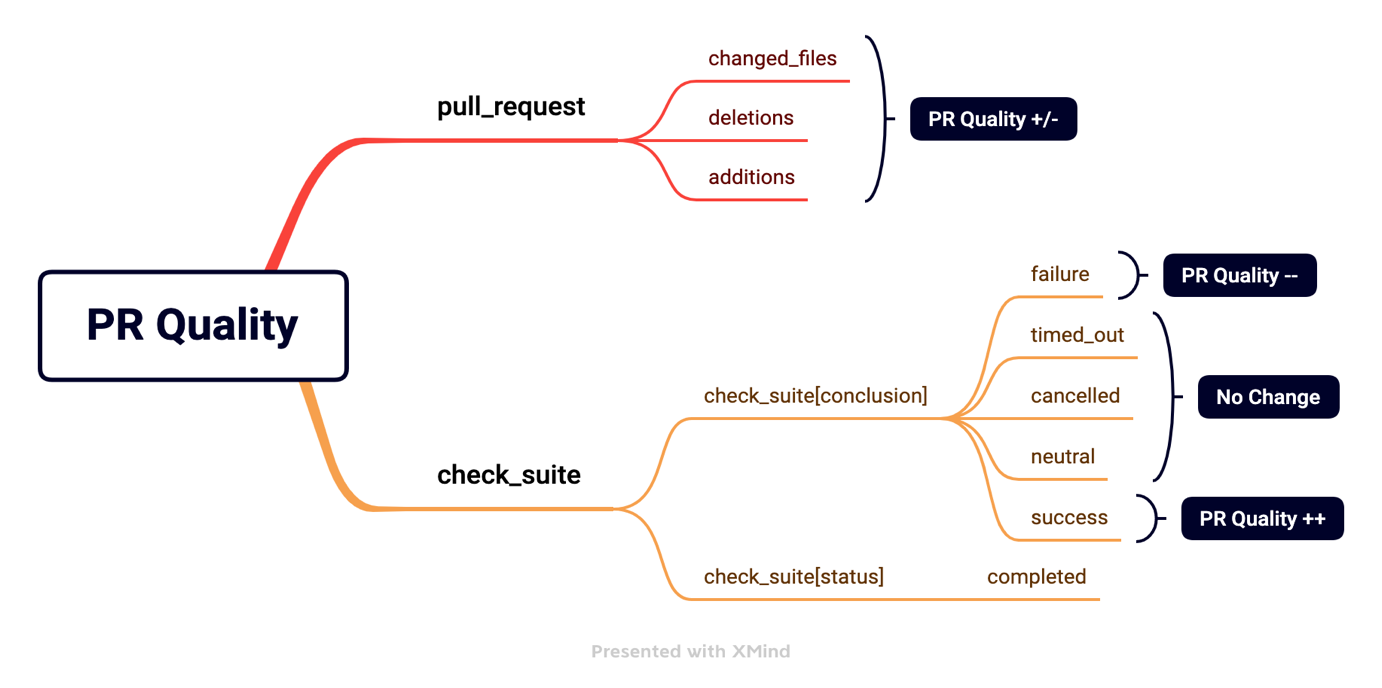 changed_files
pull_request
deletions
PR Quality +/-
additions
PR Quality
failure
PR Quality --
timed_out
check_suite[conclusion]
cancelled
No Change
neutral
check_suite
success
PR Quality ++
check_suite[status]
completed
Presented with XMind